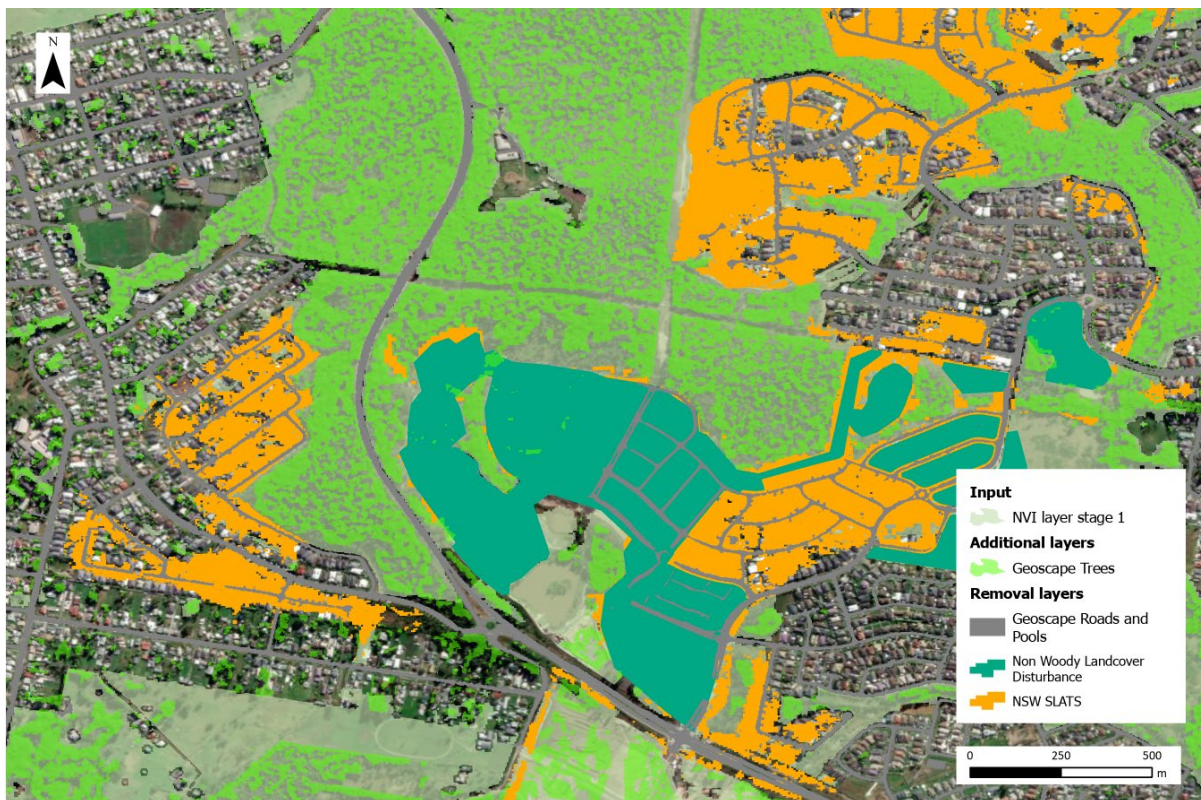 N
Input
NVI layer stage 1
Additional layers
Geoscape Trees
Removal layers
Geoscape Roads and
Pools
Non Woody Landcover
Disturbance
NSW SLATS
0 250 500
m